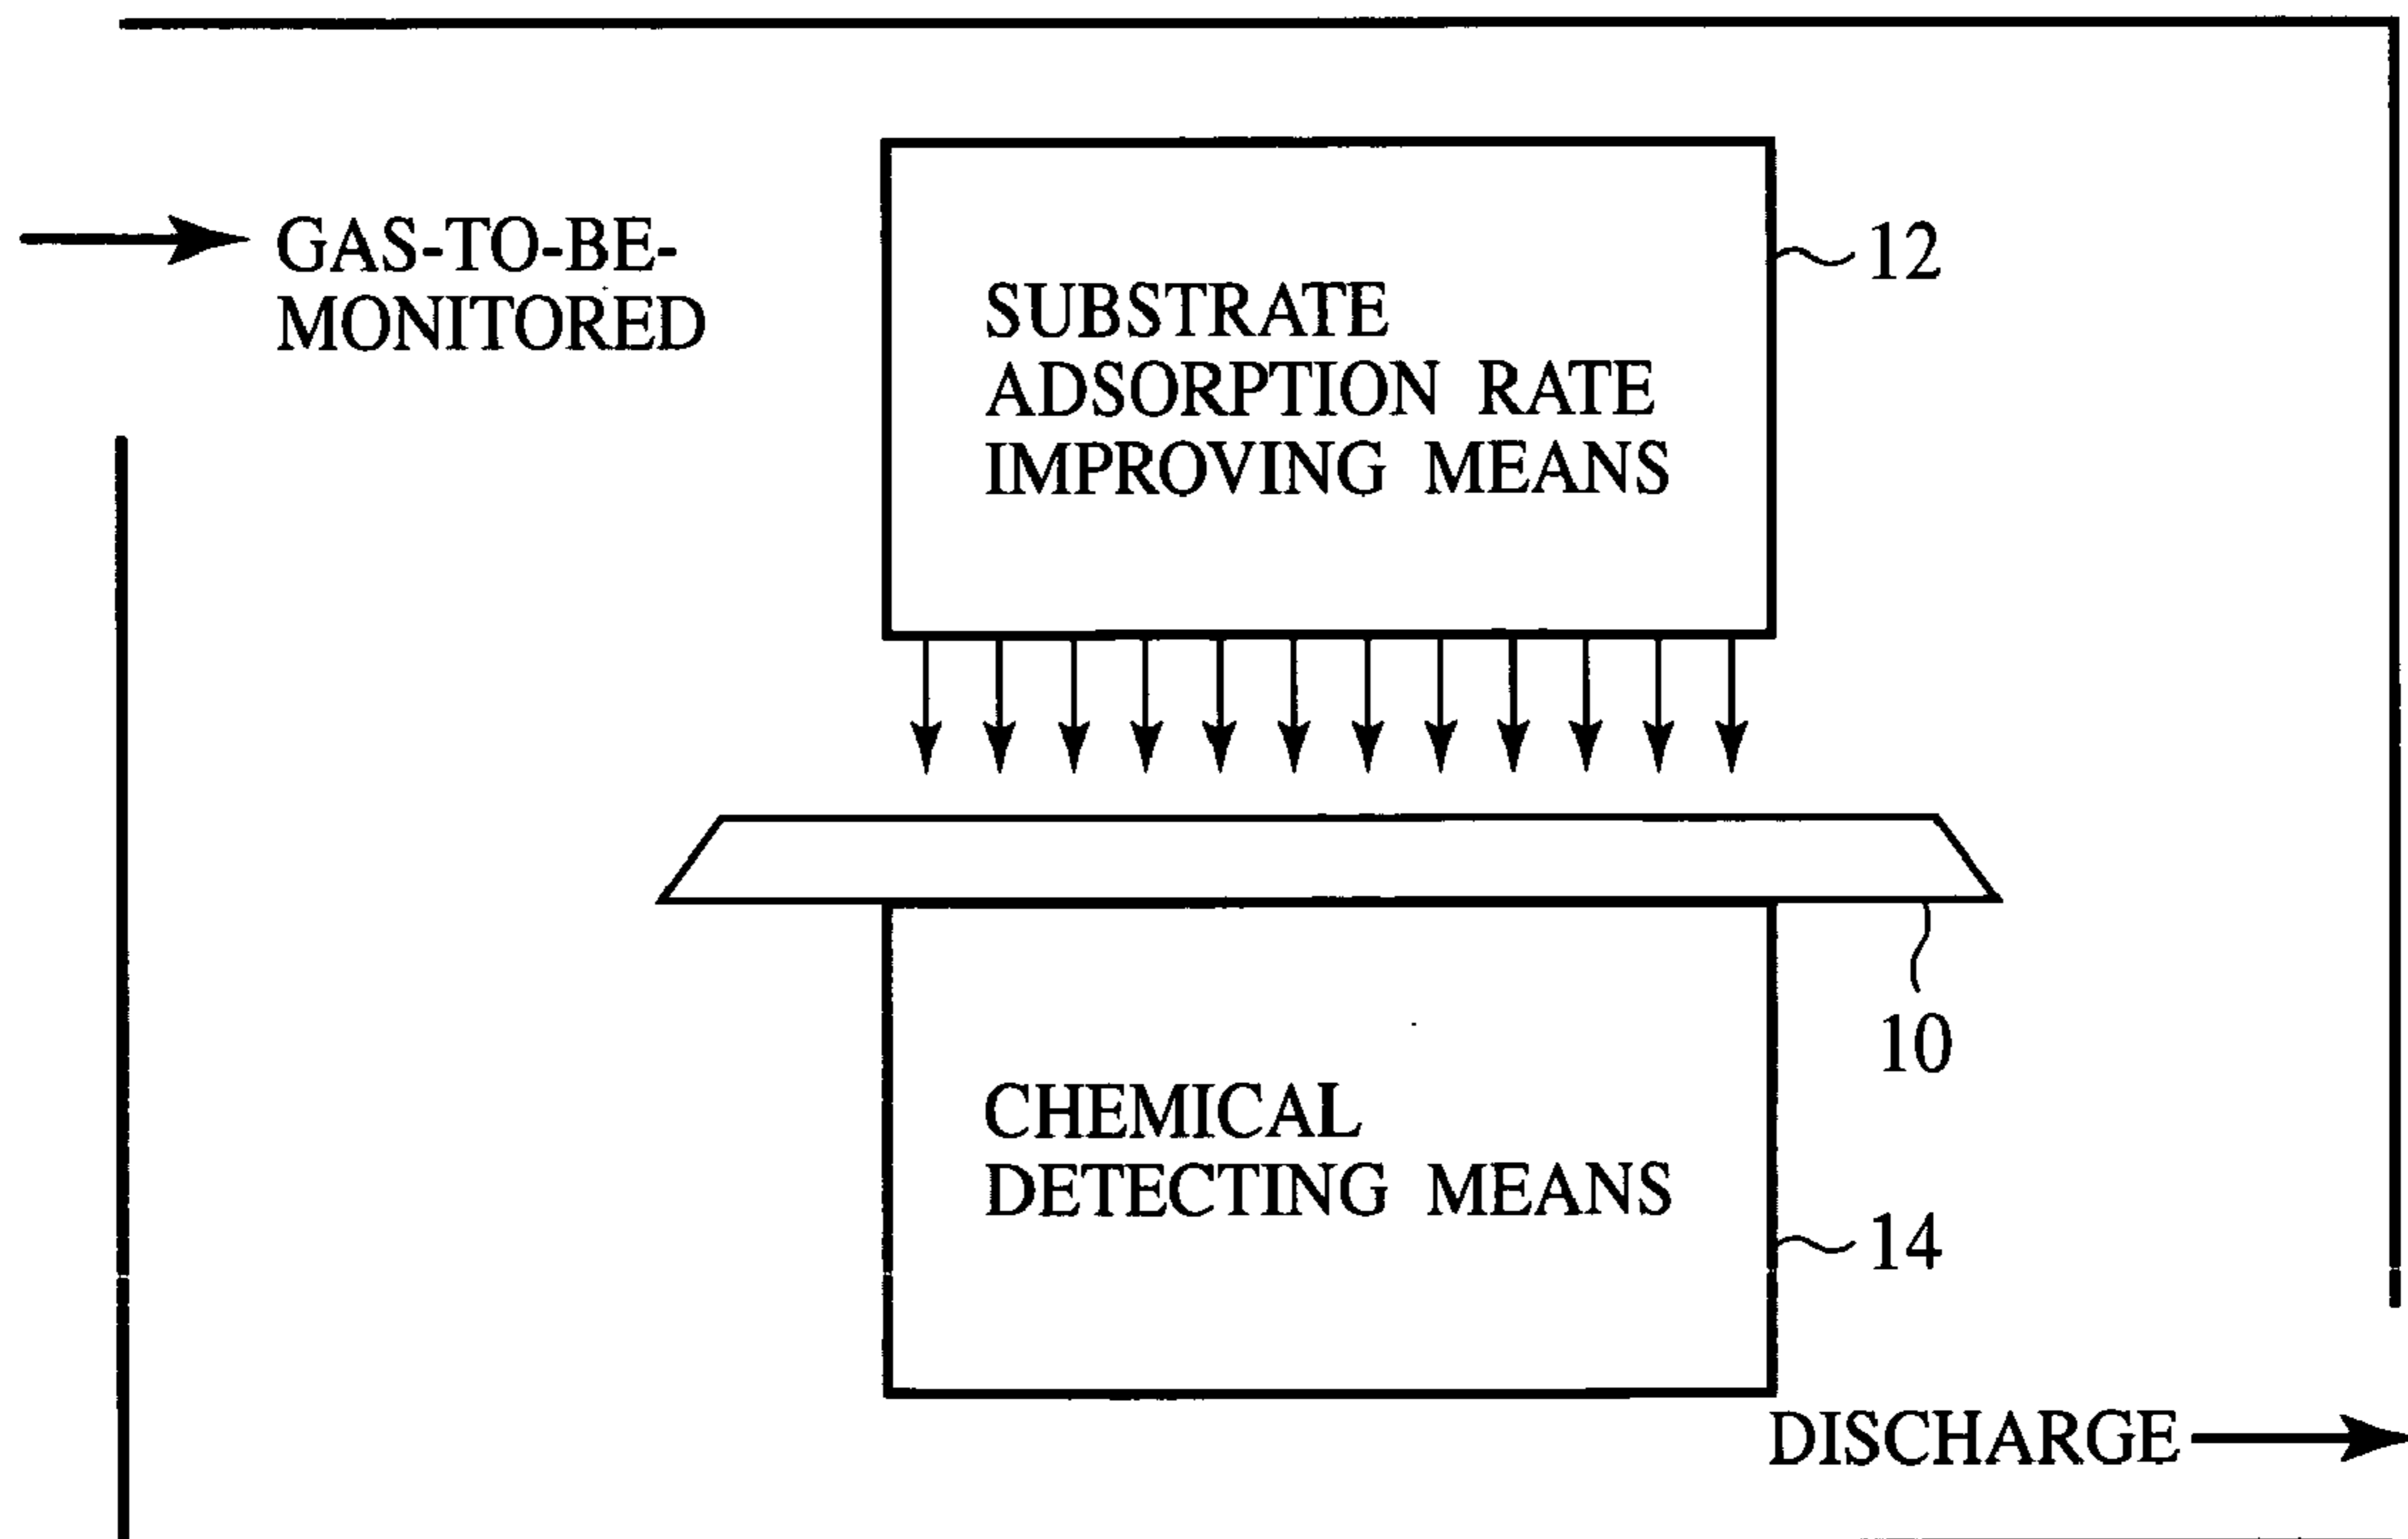 GAS-TO-BE-
MONITORED
SUBSTRATE
ADSORPTION RATE
IMPROVING MEANS
12
10
CHEMICAL
DETECTING MEANS
14
DISCHARGE